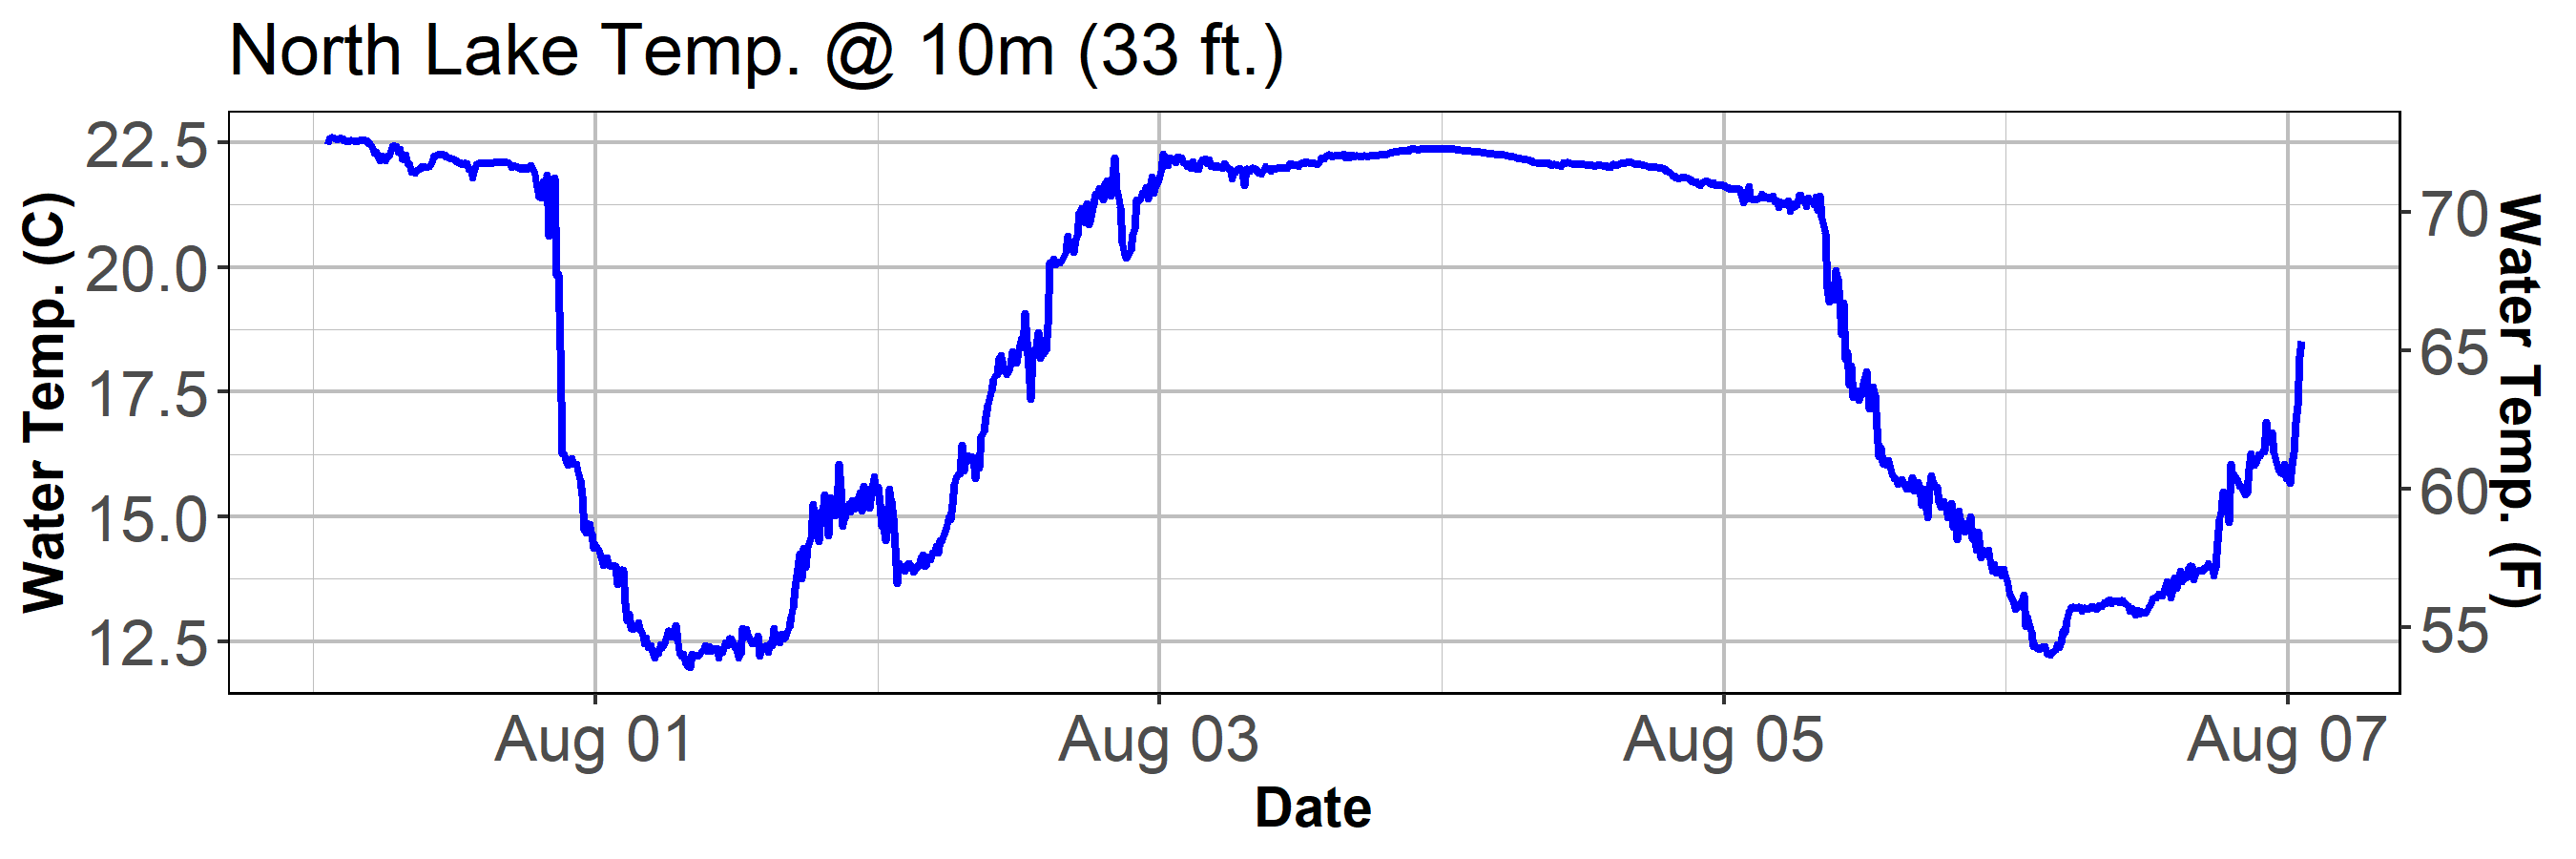 North Lake Temp. @ 10m (33 ft.)
Water Temp. (C)
22.5
20.0
17.5
15.0
12.5
70
65
60
55
Water Temp. (F)
Aug 01 Aug 03 Aug 05 Aug 07
Date